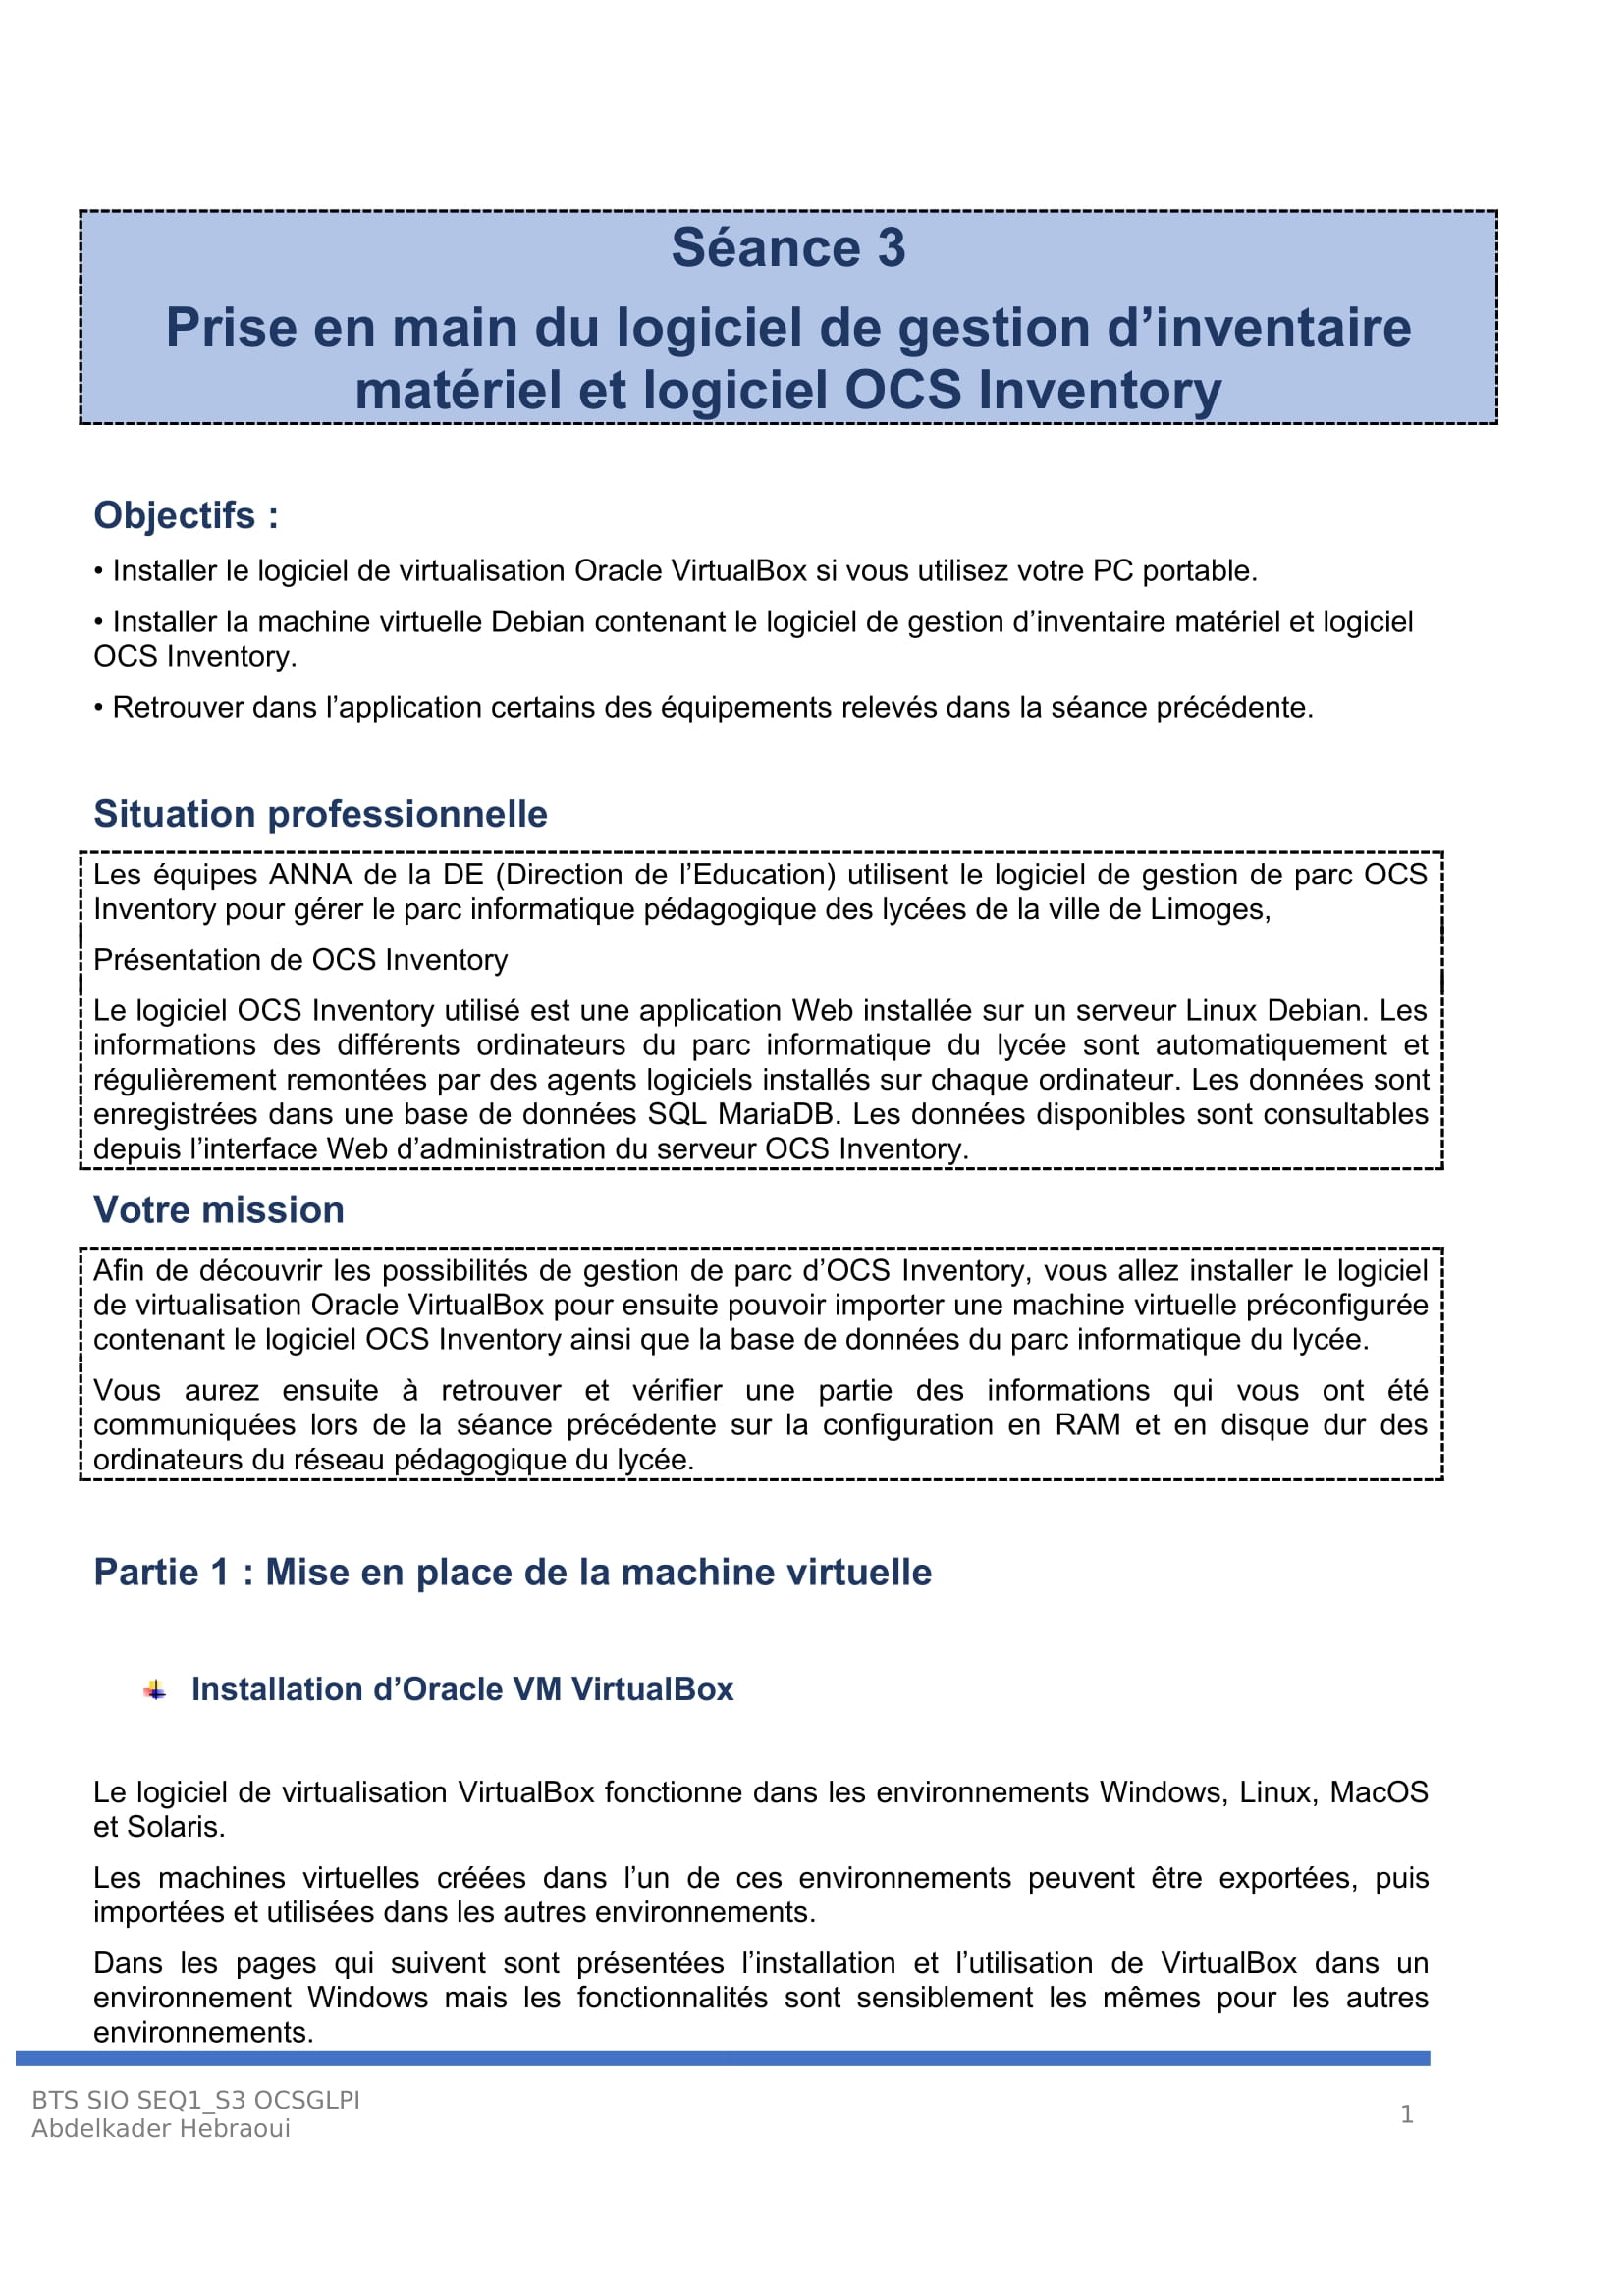 Séance 3
Prise en main du logiciel de gestion d’inventaire
matériel et logiciel OCS Inventory
Objectifs :
• Installer le logiciel de virtualisation Oracle VirtualBox si vous utilisez votre PC portable.
• Installer la machine virtuelle Debian contenant le logiciel de gestion d’inventaire matériel et logiciel
OCS Inventory.
• Retrouver dans l’application certains des équipements relevés dans la séance précédente.
Situation professionnelle
Les équipes ANNA de la DE (Direction de l’Education) utilisent le logiciel de gestion de parc OCS
Inventory pour gérer le parc informatique pédagogique des lycées de la ville de Limoges,
Présentation de OCS Inventory
Le logiciel OCS Inventory utilisé est une application Web installée sur un serveur Linux Debian. Les
informations des différents ordinateurs du parc informatique du lycée sont automatiquement et
régulièrement remontées par des agents logiciels installés sur chaque ordinateur. Les données sont
enregistrées dans une base de données SQL MariaDB. Les données disponibles sont consultables
depuis l’interface Web d’administration du serveur OCS Inventory.
Votre mission
Afin de découvrir les possibilités de gestion de parc d’OCS Inventory, vous allez installer le logiciel
de virtualisation Oracle VirtualBox pour ensuite pouvoir importer une machine virtuelle préconfigurée
contenant le logiciel OCS Inventory ainsi que la base de données du parc informatique du lycée.
Vous aurez ensuite à retrouver et vérifier une partie des informations qui vous ont été
communiquées lors de la séance précédente sur la configuration en RAM et en disque dur des
ordinateurs du réseau pédagogique du lycée.
Partie 1 : Mise en place de la machine virtuelle
Installation d’Oracle VM VirtualBox
Le logiciel de virtualisation VirtualBox fonctionne dans les environnements Windows, Linux, MacOS
et Solaris.
Les machines virtuelles créées dans l’un de ces environnements peuvent être exportées, puis
importées et utilisées dans les autres environnements.
Dans les pages qui suivent sont présentées l’installation et l’utilisation de VirtualBox dans un
environnement Windows mais les fonctionnalités sont sensiblement les mêmes pour les autres
environnements.
BTS SIO SEQ1_S3 OCSGLPI
Abdelkader Hebraoui
1